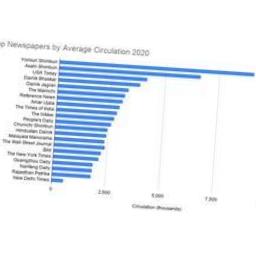 p Newspapers by Average Circulation 2020
Yomiuri Shimbun
Asahi Shimbun
USA Today
Dainik Bhaskar
Dainik Jagran
The Mainichi
Reference News
Amar Ujala
The Times of India
The Nikkei
People's Daily
Chunichi Shimbun
Hindustan Dainik
Malayala Manorama
The Wall Street Journal
Bild
The New York Times
Guangzhou Daily
Nanfang Daily
Rajasthan Patrika
New Delhi Times
0
2,500
5,000
7,500
Circulation (thousands)